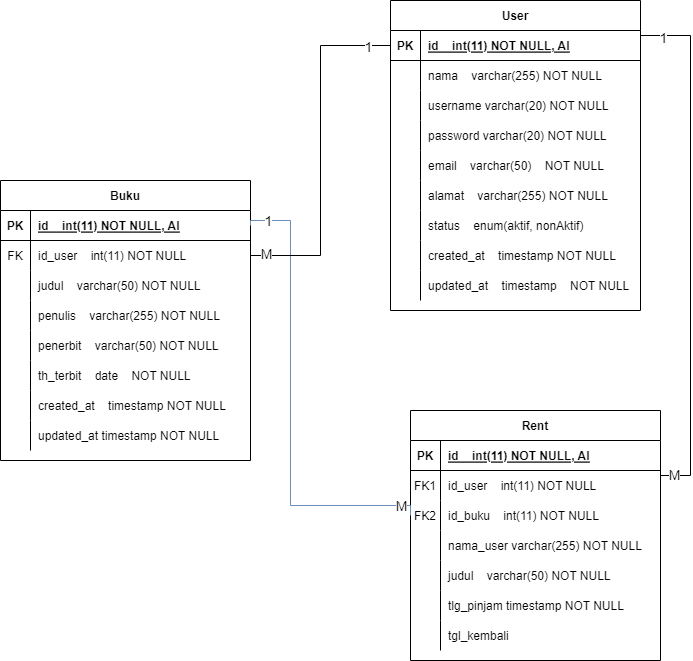 User
PK id int(11) NOT NULL, AI
nama varchar(255) NOT NULL
username varchar(20) NOT NULL
password varchar(20) NOT NULL
email varchar(50) NOT NULL
alamat varchar(255) NOT NULL
status enum(aktif, nonAktif)
created_at timestamp NOT NULL
updated_at timestamp NOT NULL
1
1
Buku
PK id int(11) NOT NULL, AI
FK id_user int(11) NOT NULL
judul varchar(50) NOT NULL
penulis varchar(255) NOT NULL
penerbit varchar(50) NOT NULL
th_terbit date NOT NULL
created_at timestamp NOT NULL
updated_at timestamp NOT NULL
1
M
Rent
PK id int(11) NOT NULL, AI
FK1 id_user int(11) NOT NULL
FK2 id_buku int(11) NOT NULL
nama_user varchar(255) NOT NULL
judul varchar(50) NOT NULL
tlg_pinjam timestamp NOT NULL
tgl_kembali
M
M